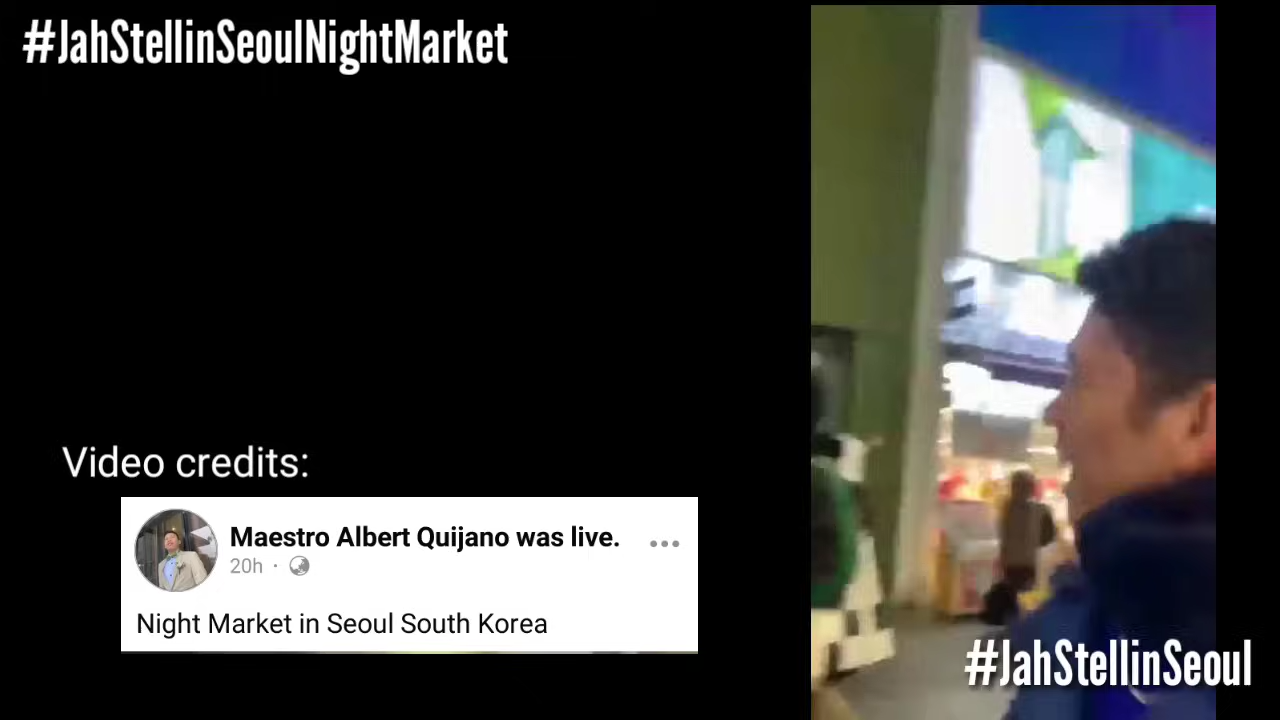 #JahStellinSeoulNightMarket
Video credits:
Maestro Albert Quijano was live.
20h ·
Night Market in Seoul South Korea
#JahStellinSeoul